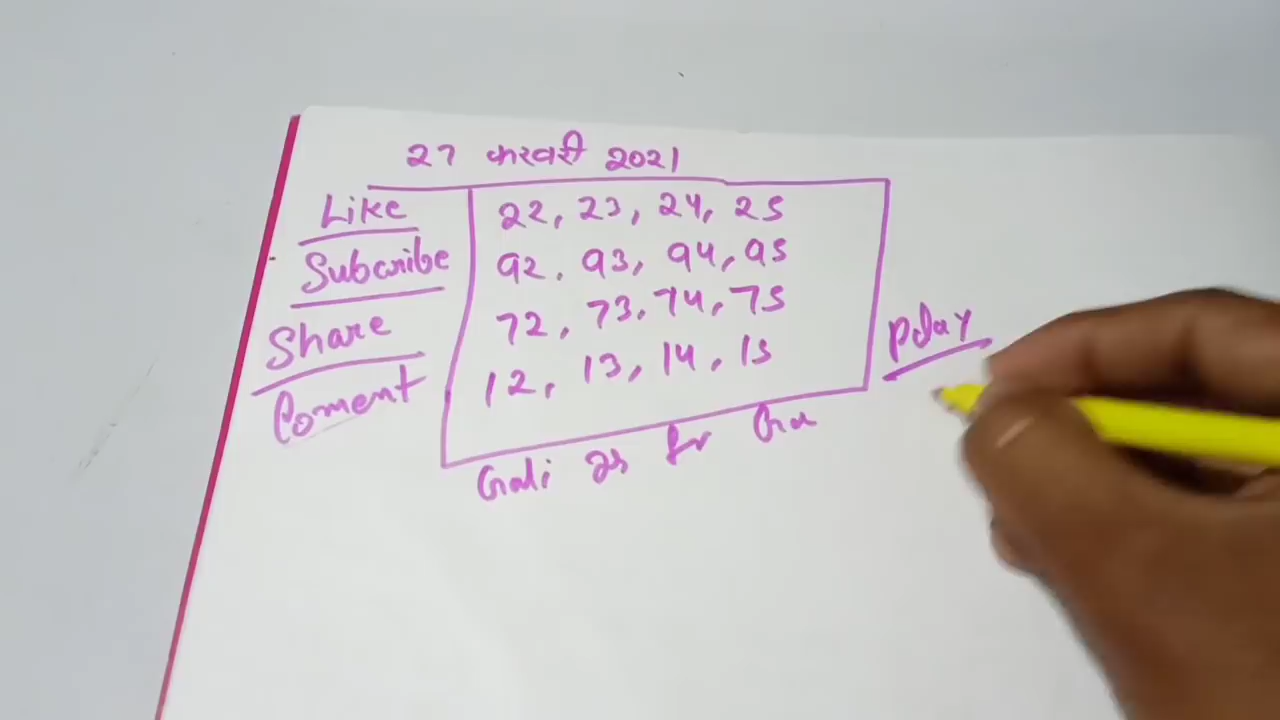 27 फरवरी 2021
Like
Subcribe
Share
Coment
22, 23, 24, 25
92, 93, 94, 95
72, 73, 74, 75
12, 13, 14, 15
Play
Gali